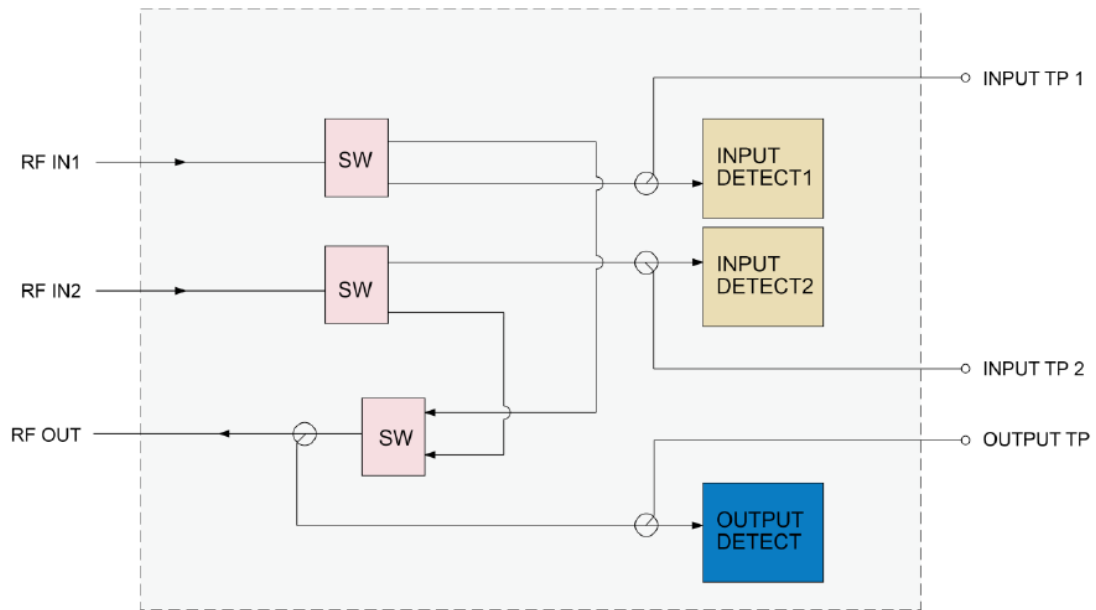 INPUT TP 1
RF IN1
SW
INPUT
DETECT1
RF IN2
SW
INPUT
DETECT2
INPUT TP 2
RF OUT
SW
OUTPUT TP
OUTPUT
DETECT